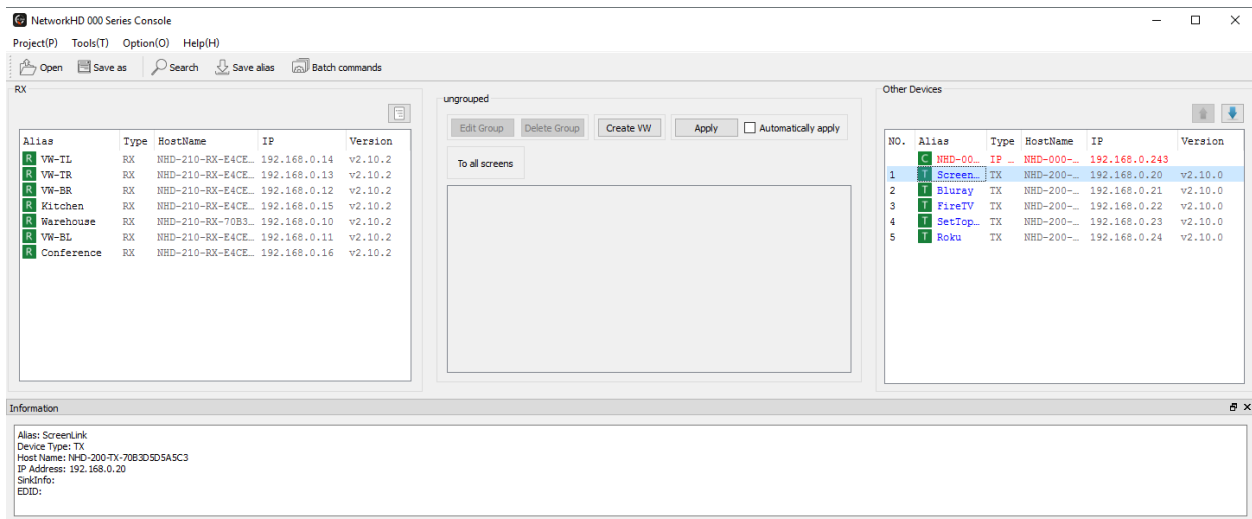 NetworkHD 000 Series Console
Project(P) Tools(T) Option(O) Help(H)
Open Save as Search Save alias Batch commands
RX
Alias Type HostName IP Version
R VW-TL RX NHD-210-RX-E4CE… 192.168.0.14 v2.10.2
R VW-TR RX NHD-210-RX-E4CE… 192.168.0.13 v2.10.2
R VW-BR RX NHD-210-RX-E4CE… 192.168.0.12 v2.10.2
R Kitchen RX NHD-210-RX-E4CE… 192.168.0.15 v2.10.2
R Warehouse RX NHD-210-RX-70B3… 192.168.0.10 v2.10.2
R VW-BL RX NHD-210-RX-E4CE… 192.168.0.11 v2.10.2
R Conference RX NHD-210-RX-E4CE… 192.168.0.16 v2.10.2
ungrouped
Edit Group Delete Group Create VW Apply Automatically apply
To all screens
Other Devices
NO. Alias Type HostName IP Version
C NHD-00… IP … NHD-000-… 192.168.0.243
1 T Screen… TX NHD-200-… 192.168.0.20 v2.10.0
2 T Bluray TX NHD-200-… 192.168.0.21 v2.10.0
3 T FireTV TX NHD-200-… 192.168.0.22 v2.10.0
4 T SetTop… TX NHD-200-… 192.168.0.23 v2.10.0
5 T Roku TX NHD-200-… 192.168.0.24 v2.10.0
Information
Alias: ScreenLink
Device Type: TX
Host Name: NHD-200-TX-70B3D5D5A5C3
IP Address: 192.168.0.20
SinkInfo:
EDID: